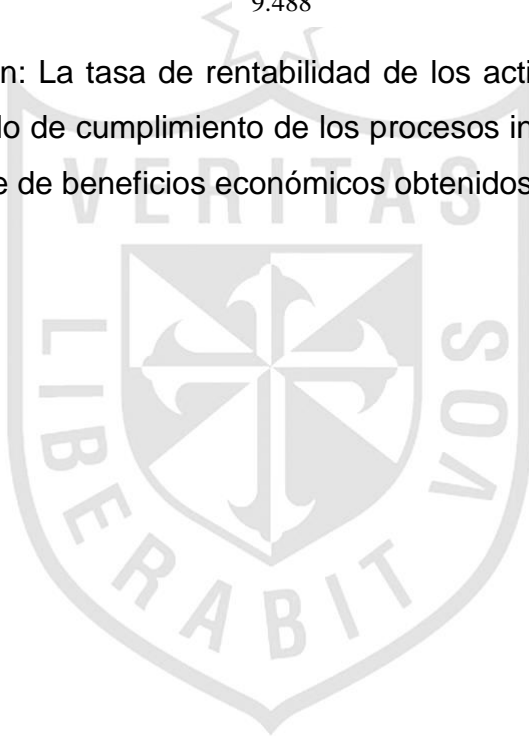 9.488
n: La tasa de rentabilidad de los acti
lo de cumplimiento de los procesos in
e de beneficios económicos obtenidos
VERITAS
LIBERABIT VOS